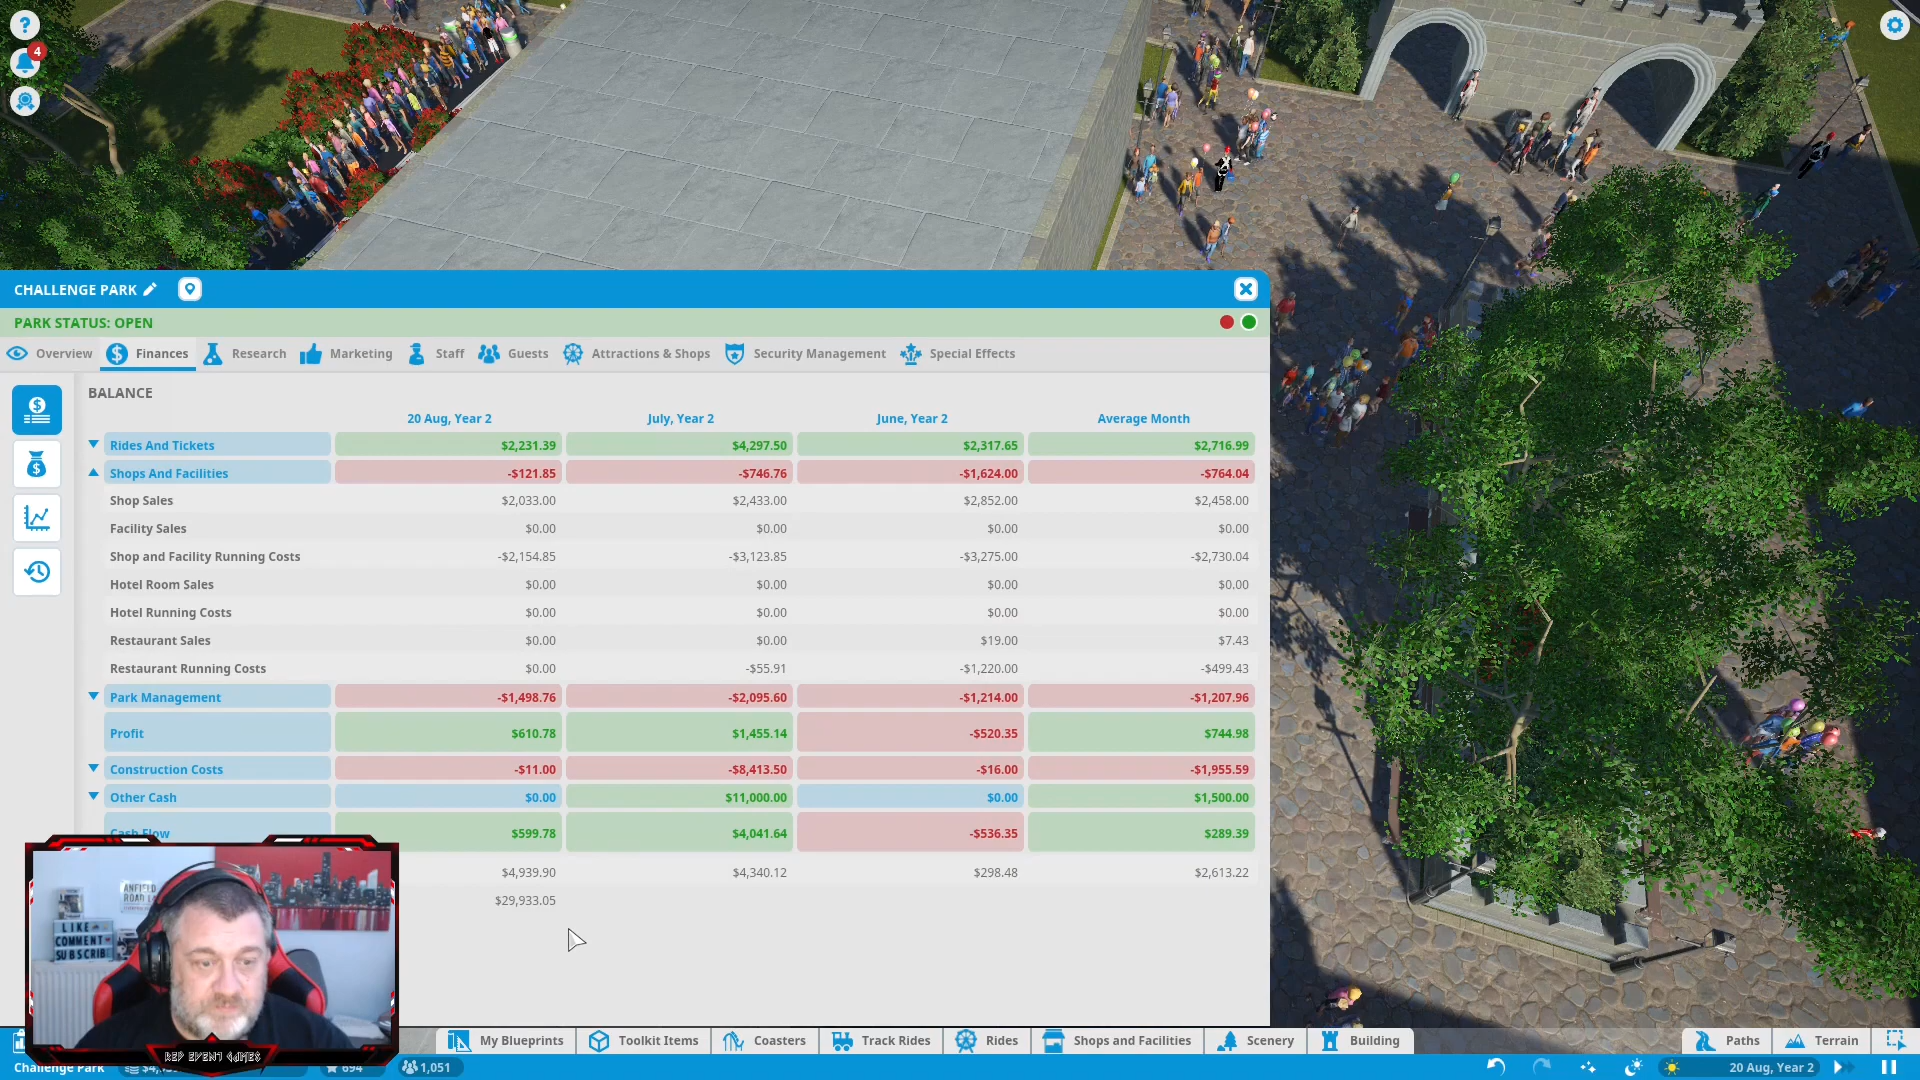 ?
4
CHALLENGE PARK
PARK STATUS: OPEN
Overview Finances Research Marketing Staff Guests Attractions & Shops Security Management Special Effects
BALANCE
20 Aug, Year 2 July, Year 2 June, Year 2 Average Month
Rides And Tickets $2,231.39 $4,297.50 $2,317.65 $2,716.99
Shops And Facilities -$121.85 -$746.76 -$1,624.00 -$764.04
Shop Sales $2,033.00 $2,433.00 $2,852.00 $2,458.00
Facility Sales $0.00 $0.00 $0.00 $0.00
Shop and Facility Running Costs -$2,154.85 -$3,123.85 -$3,275.00 -$2,730.04
Hotel Room Sales $0.00 $0.00 $0.00 $0.00
Hotel Running Costs $0.00 $0.00 $0.00 $0.00
Restaurant Sales $0.00 $0.00 $19.00 $7.43
Restaurant Running Costs $0.00 -$55.91 -$1,220.00 -$499.43
Park Management -$1,498.76 -$2,095.60 -$1,214.00 -$1,207.96
Profit $610.78 $1,455.14 -$520.35 $744.98
Construction Costs -$11.00 -$8,413.50 -$16.00 -$1,955.59
Other Cash $0.00 $11,000.00 $0.00 $1,500.00
Cash Flow $599.78 $4,041.64 -$536.35 $289.39
$4,939.90 $4,340.12 $298.48 $2,613.22
$29,933.05
ANFIELD
ROAD
LIKE
COMMENT
SUBSCRIB
RED EVENT GAMES
My Blueprints Toolkit Items Coasters Track Rides Rides Shops and Facilities Scenery Building Paths Terrain
Challenge Park 694 1,051 20 Aug, Year 2